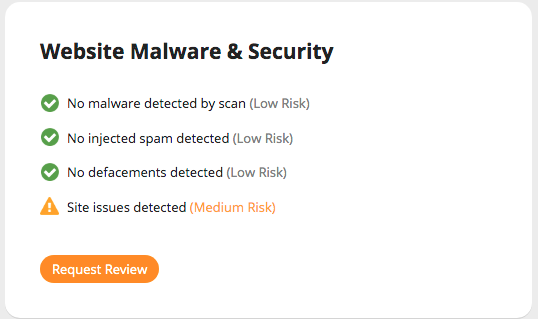 Website Malware & Security
No malware detected by scan (Low Risk)
No injected spam detected (Low Risk)
No defacements detected (Low Risk)
Site issues detected (Medium Risk)
Request Review